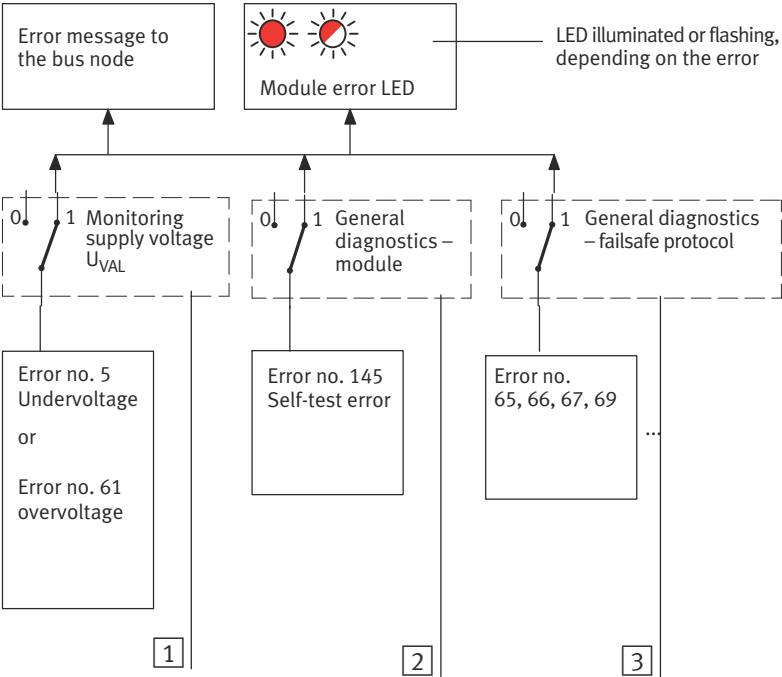 Error message to
the bus node
Module error LED
LED illuminated or flashing,
depending on the error
0 1 Monitoring
supply voltage
UVAL
0 1 General
diagnostics –
module
0 1 General diagnostics
– failsafe protocol
Error no. 5
Undervoltage
or
Error no. 61
overvoltage
Error no. 145
Self-test error
Error no.
65, 66, 67, 69
...
1
2
3